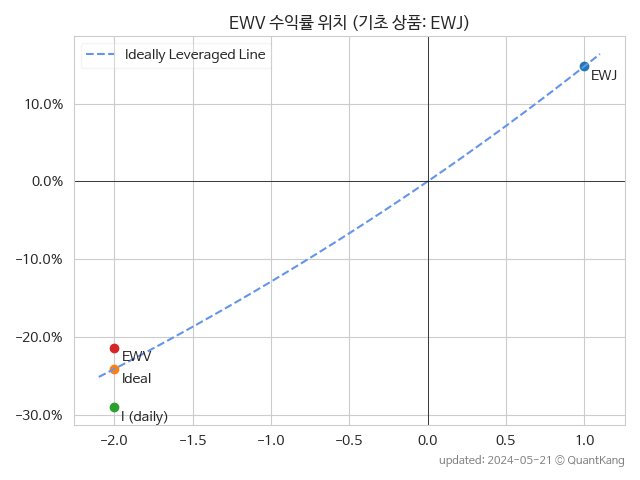 EWV 수익률 위치 (기초 상품: EWJ)
Ideally Leveraged Line
EWJ
10.0%
0.0%
-10.0%
-20.0%
-30.0%
EWV
Ideal
I (daily)
-2.0 -1.5 -1.0 -0.5 0.0 0.5 1.0
updated: 2024-05-21 © QuantKang